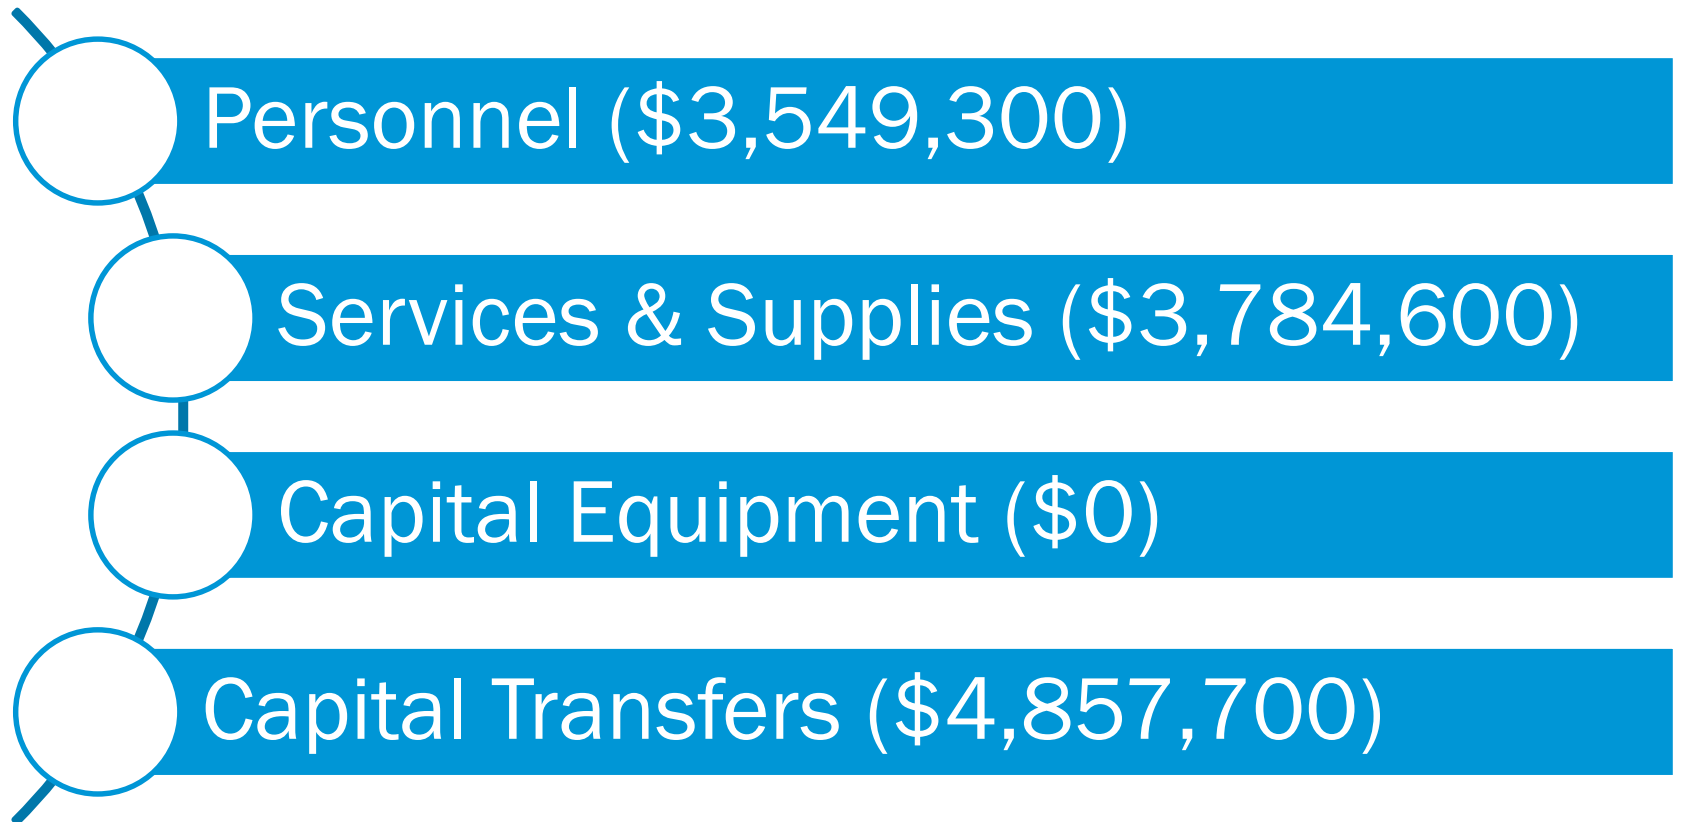 Personnel ($3,549,300)
Services & Supplies ($3,784,600)
Capital Equipment ($0)
Capital Transfers ($4,857,700)